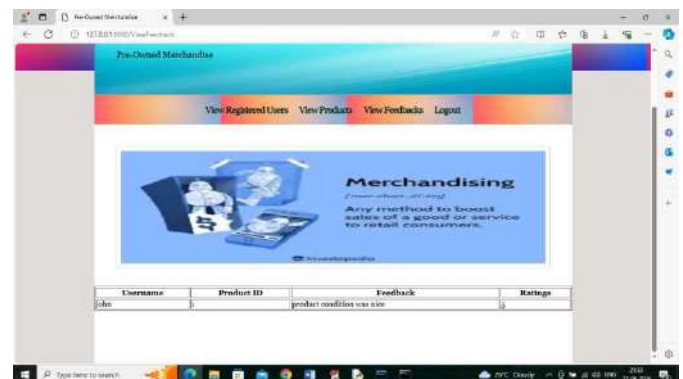 Pre-Owned Merchandise
Pre-Owned Merchandise
View Registered Users View Products View Feedbacks Logout
Merchandising
Any method to boost
sales of a good or service
to retail consumers.
Investopedia
Username Product ID Feedback Ratings
john product condition was nice
Type here to search